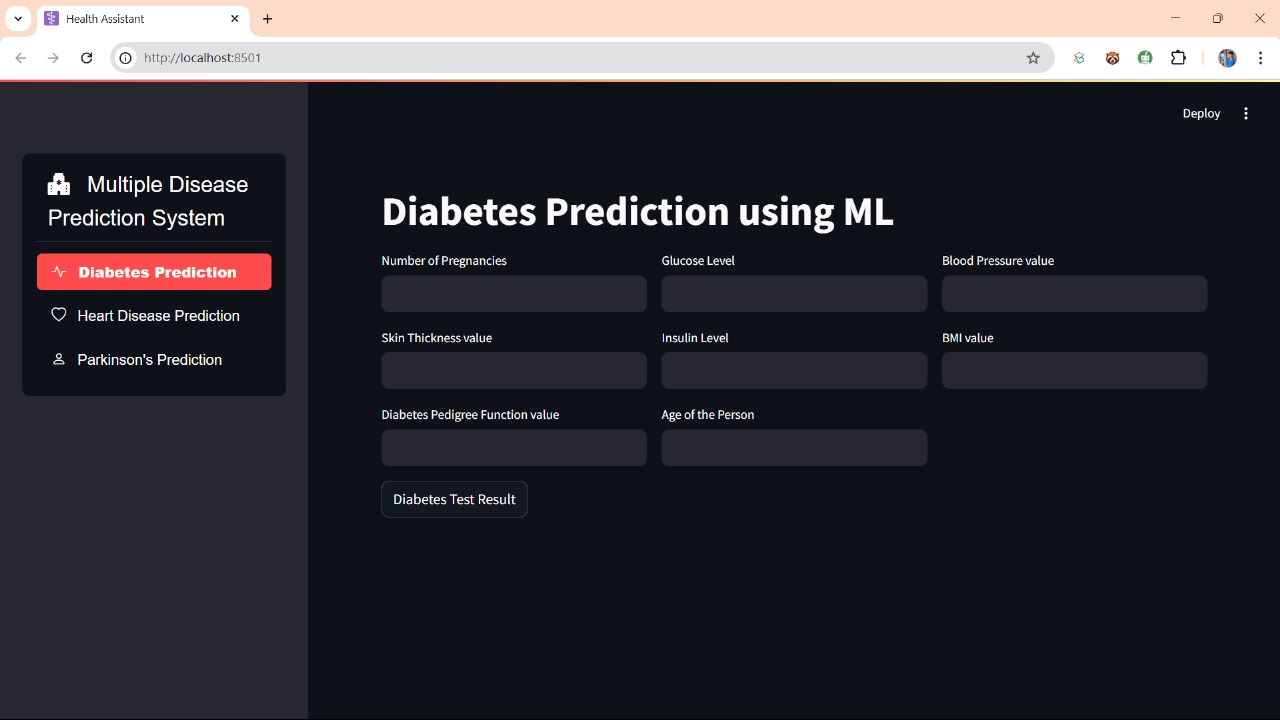 Health Assistant
http://localhost:8501
Deploy
Multiple Disease
Prediction System
Diabetes Prediction
Heart Disease Prediction
Parkinson's Prediction
Diabetes Prediction using ML
Number of Pregnancies
Glucose Level
Blood Pressure value
Skin Thickness value
Insulin Level
BMI value
Diabetes Pedigree Function value
Age of the Person
Diabetes Test Result